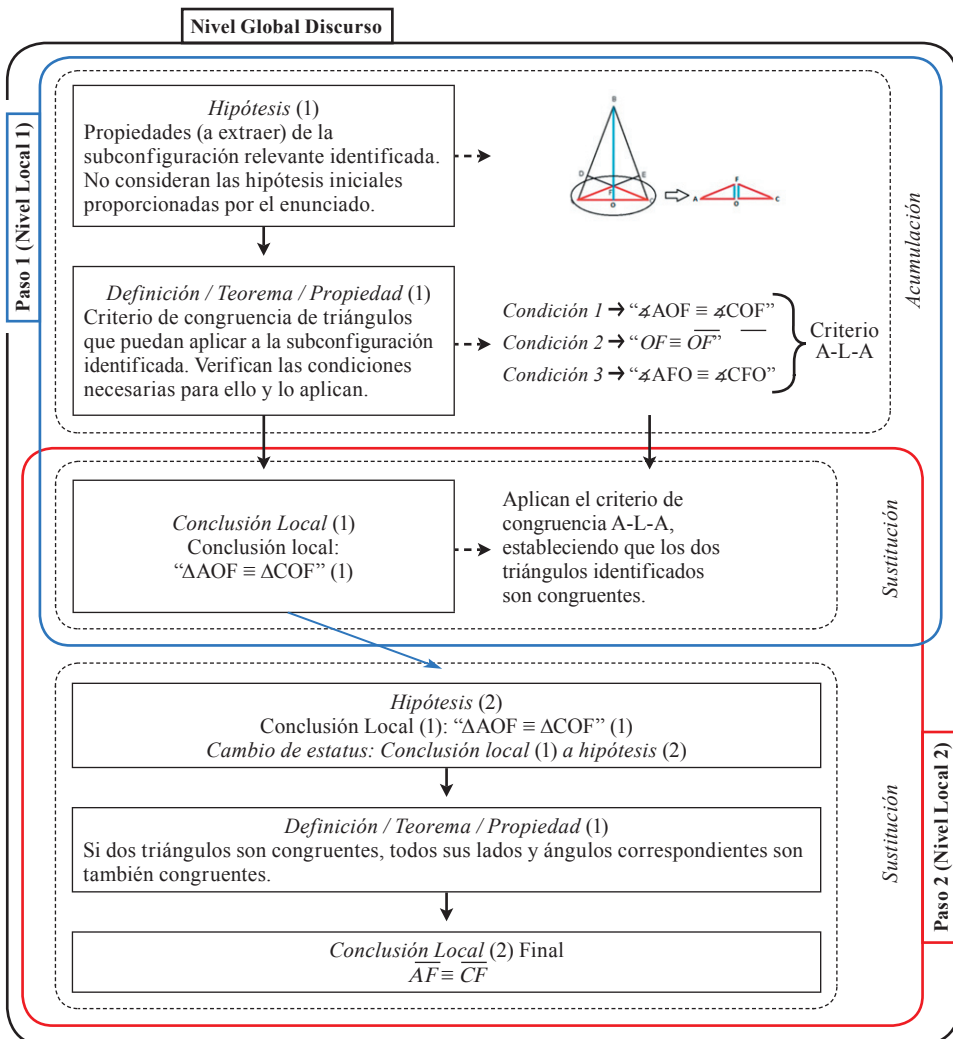 Nivel Global Discurso
Paso 1 (Nivel Local 1)
Hipótesis (1)
Propiedades (a extraer) de la
subconfiguración relevante identificada.
No consideran las hipótesis iniciales
proporcionadas por el enunciado.
B
D
E
F
C
O
F
A
O
C
Acumulación
Definición / Teorema / Propiedad (1)
Criterio de congruencia de triángulos
que puedan aplicar a la subconfiguración
identificada. Verifican las condiciones
necesarias para ello y lo aplican.
Condición 1 → “∡AOF ≡ ∡COF”
Condición 2 → “OF ≡ O̅F̅”
Condición 3 → “∡AFO ≡ ∡CFO”
Criterio
A-L-A
Conclusión Local (1)
Conclusión local:
“ΔAOF ≡ ΔCOF” (1)
Aplican el criterio de
congruencia A-L-A,
estableciendo que los dos
triángulos identificados
son congruentes.
Sustitución
Hipótesis (2)
Conclusión Local (1): “ΔAOF ≡ ΔCOF” (1)
Cambio de estatus: Conclusión local (1) a hipótesis (2)
Definición / Teorema / Propiedad (1)
Si dos triángulos son congruentes, todos sus lados y ángulos correspondientes son
también congruentes.
Conclusión Local (2) Final
A̅F̅ ≡ C̅F̅
Sustitución
Paso 2 (Nivel Local 2)